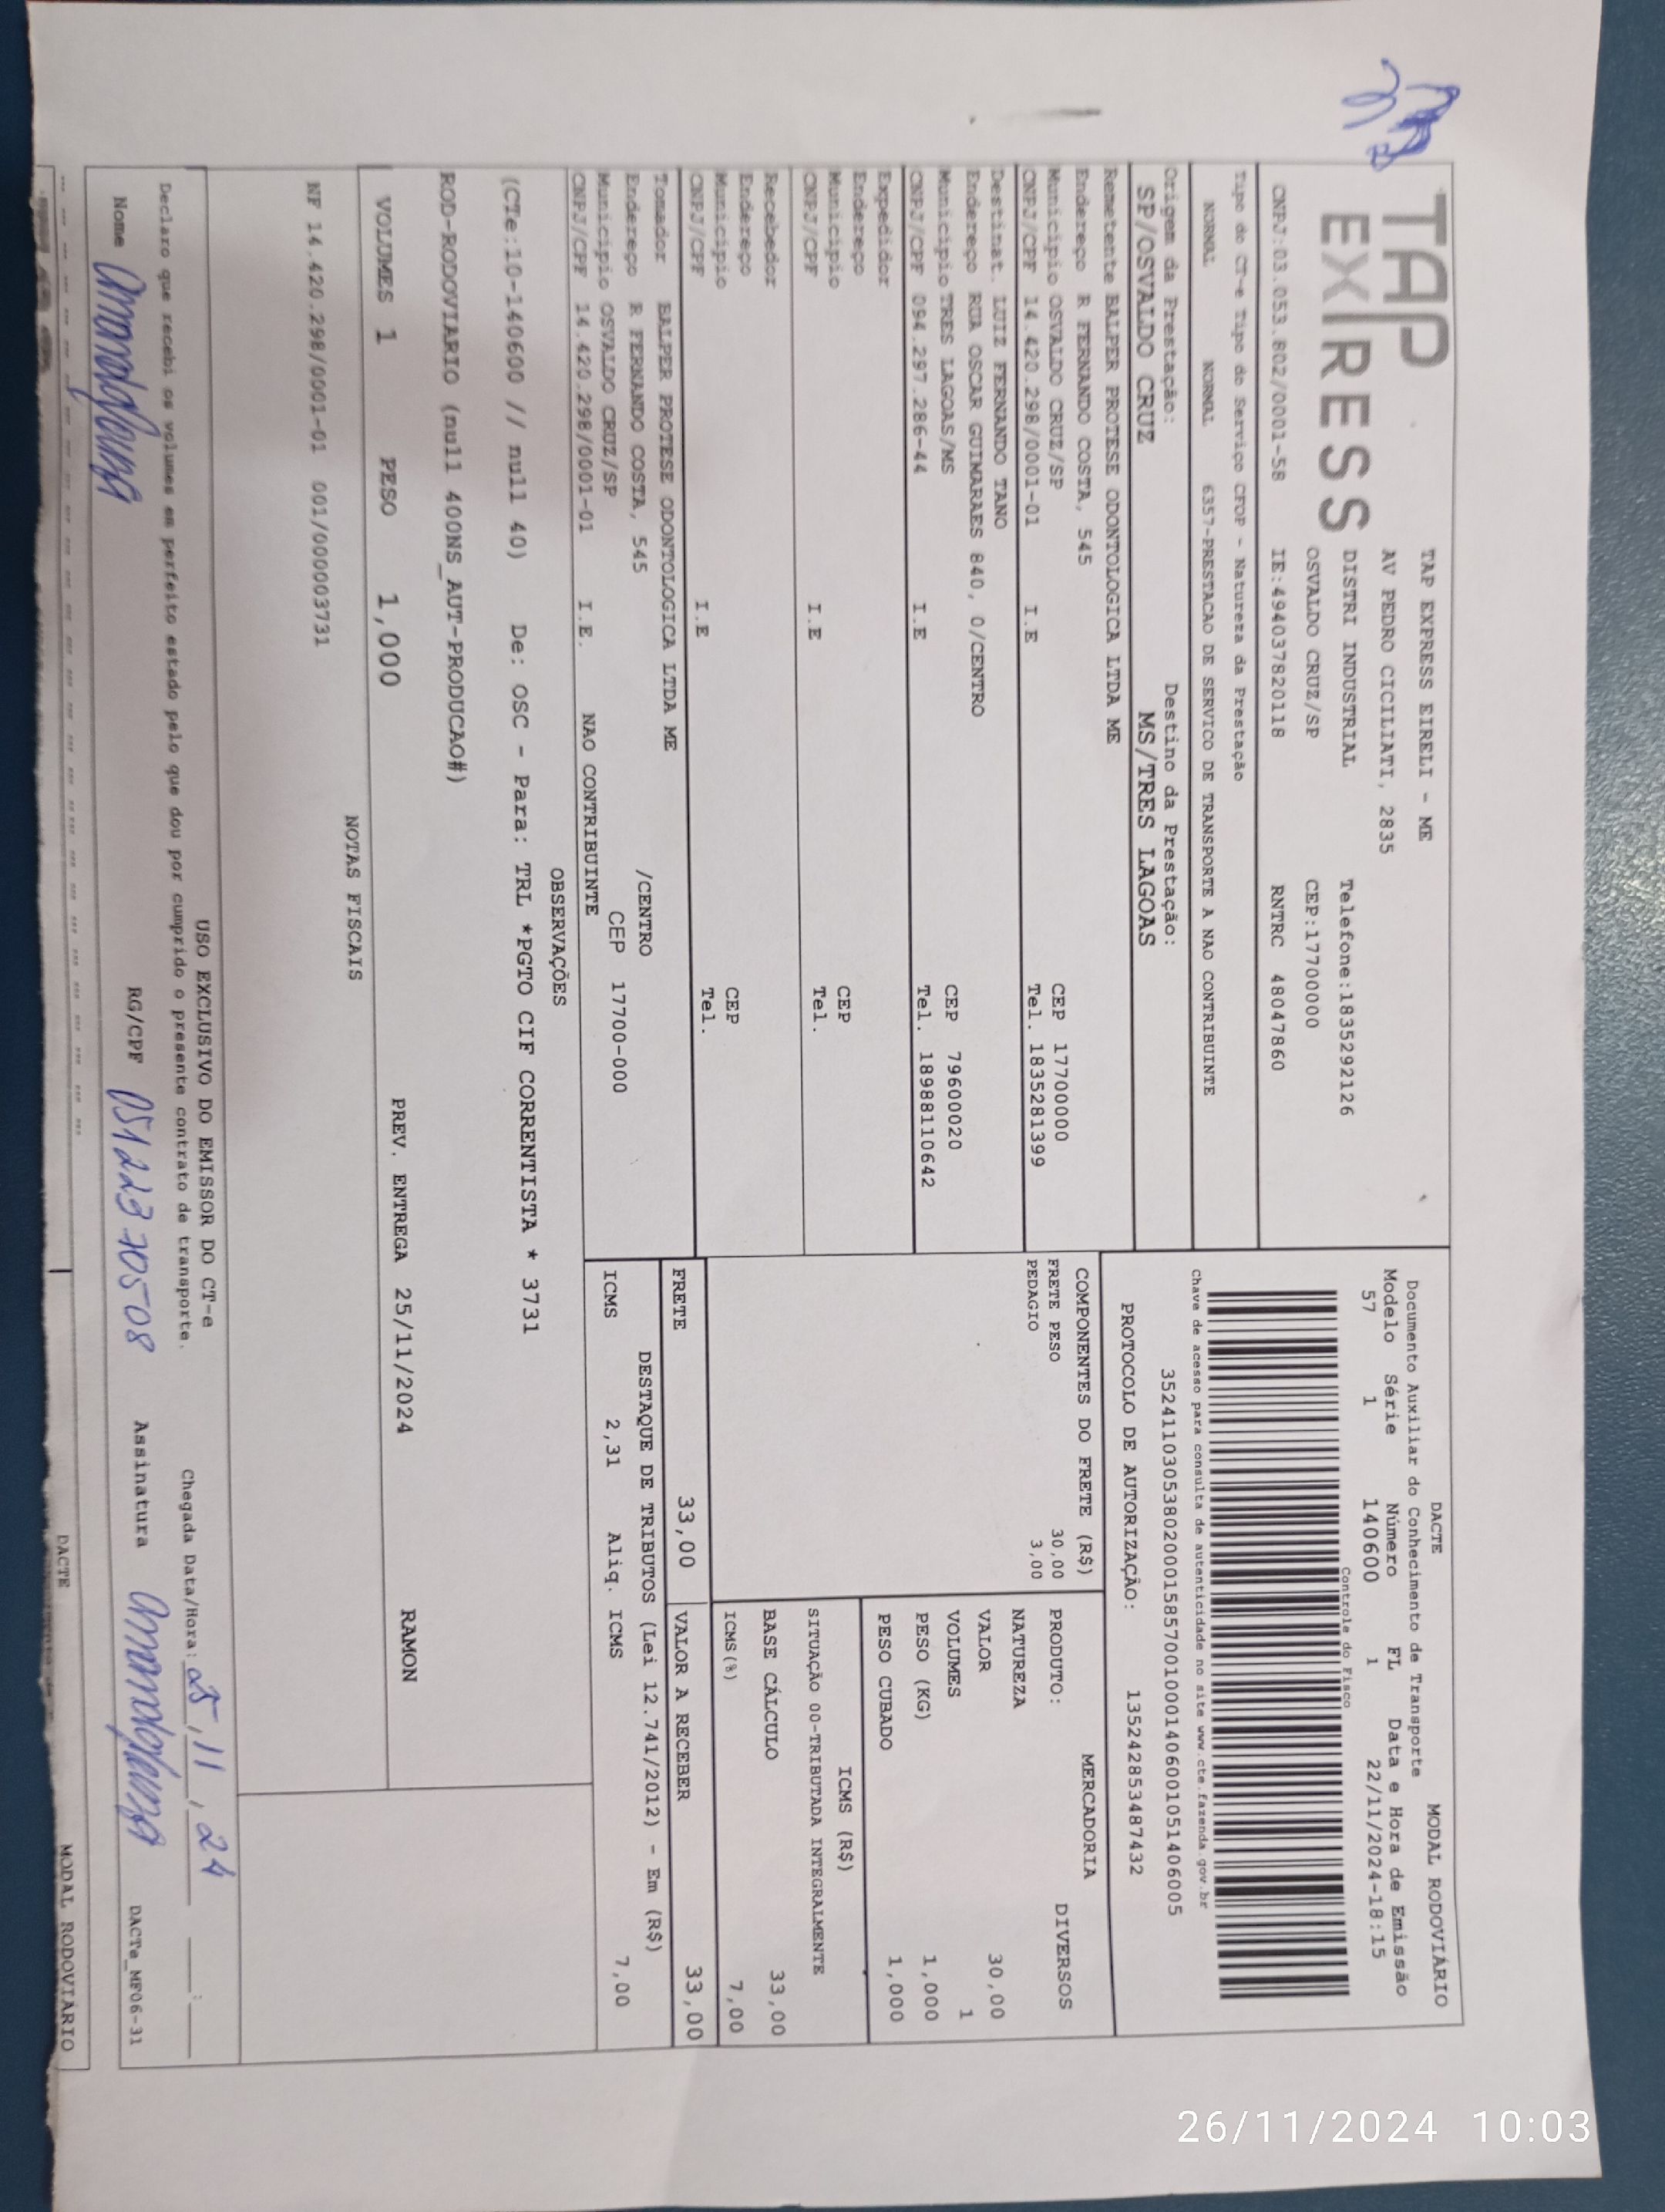 TAP
EXPRESS
TAP EXPRESS EIRELI - ME
AV PEDRO CICILIATI, 2835
DISTRI INDUSTRIAL Telefone:1835292126
OSVALDO CRUZ/SP CEP:17700000
CNPJ:03.053.802/0001-58 IE:494037820118 RNTRC 48047860
Tipo do CT-e Tipo do Serviço CFOP - Natureza da Prestação
NORMAL NORMAL 6357-PRESTACAO DE SERVICO DE TRANSPORTE A NAO CONTRIBUINTE
Origem da Prestação: Destino da Prestação:
SP/OSVALDO CRUZ MS/TRES LAGOAS
DACTE MODAL RODOVIÁRIO
Documento Auxiliar do Conhecimento de Transporte
Modelo Série Número FL Data e Hora de Emissão
57 1 140600 1 22/11/2024-18:15
Controle do Fisco
Chave de acesso para consulta de autenticidade no site www.cte.fazenda.gov.br
35241103053802000158570010001406001051406005
PROTOCOLO DE AUTORIZAÇÃO: 135242853487432
Remetente BALPER PROTESE ODONTOLOGICA LTDA ME
Endereço R FERNANDO COSTA, 545
Município OSVALDO CRUZ/SP CEP 17700000
CNPJ/CPF 14.420.298/0001-01 I.E Tel. 1835281399
Destinat. LUIZ FERNANDO TANO
Endereço RUA OSCAR GUIMARAES 840, 0/CENTRO
Município TRES LAGOAS/MS CEP 79600020
CNPJ/CPF 094.297.286-44 I.E Tel. 18988110642
Expedidor
Endereço
Município CEP
CNPJ/CPF I.E Tel.
Recebedor
Endereço
Município CEP
CNPJ/CPF I.E Tel.
Tomador BALPER PROTESE ODONTOLOGICA LTDA ME
Endereço R FERNANDO COSTA, 545 /CENTRO
Município OSVALDO CRUZ/SP CEP 17700-000
CNPJ/CPF 14.420.298/0001-01 I.E. NAO CONTRIBUINTE
COMPONENTES DO FRETE (R$)
FRETE PESO 30,00
PEDAGIO 3,00
MERCADORIA
PRODUTO: DIVERSOS
NATUREZA
VALOR 30,00
VOLUMES 1
PESO (KG) 1,000
PESO CUBADO 1,000
ICMS (R$)
SITUAÇÃO 00-TRIBUTADA INTEGRALMENTE
BASE CÁLCULO 33,00
ICMS(%) 7,00
FRETE 33,00 VALOR A RECEBER 33,00
DESTAQUE DE TRIBUTOS (Lei 12.741/2012) - Em (R$)
ICMS 2,31 Aliq. ICMS 7,00
OBSERVAÇÕES
(CTe:10-140600 // null 40) De: OSC - Para: TRL *PGTO CIF CORRENTISTA * 3731
ROD-RODOVIARIO (null 400NS_AUT-PRODUCAO#)
VOLUMES 1 PESO 1,000 PREV. ENTREGA 25/11/2024 RAMON
NOTAS FISCAIS
NF 14.420.298/0001-01 001/000003731
USO EXCLUSIVO DO EMISSOR DO CT-e
Declaro que recebi os volumes em perfeito estado pelo que dou por cumprido o presente contrato de transporte. Chegada Data/Hora: 25/11/24 :
Nome RG/CPF 05122370508 Assinatura DACTe_MF06-31
DACTE MODAL RODOVIÁRIO
26/11/2024 10:03